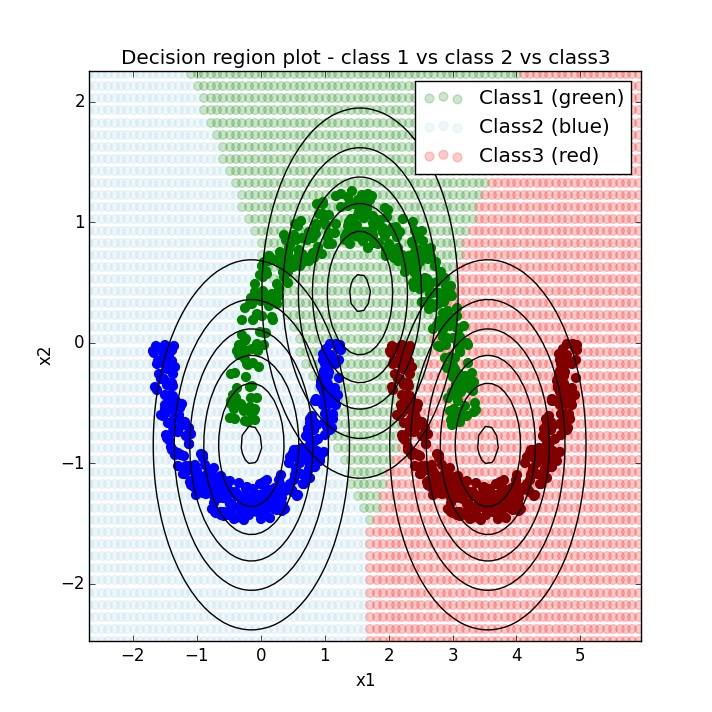 Decision region plot - class 1 vs class 2 vs class3
Class1 (green)
Class2 (blue)
Class3 (red)
2
1
0
−1
−2
x2
−2 −1 0 1 2 3 4 5
x1